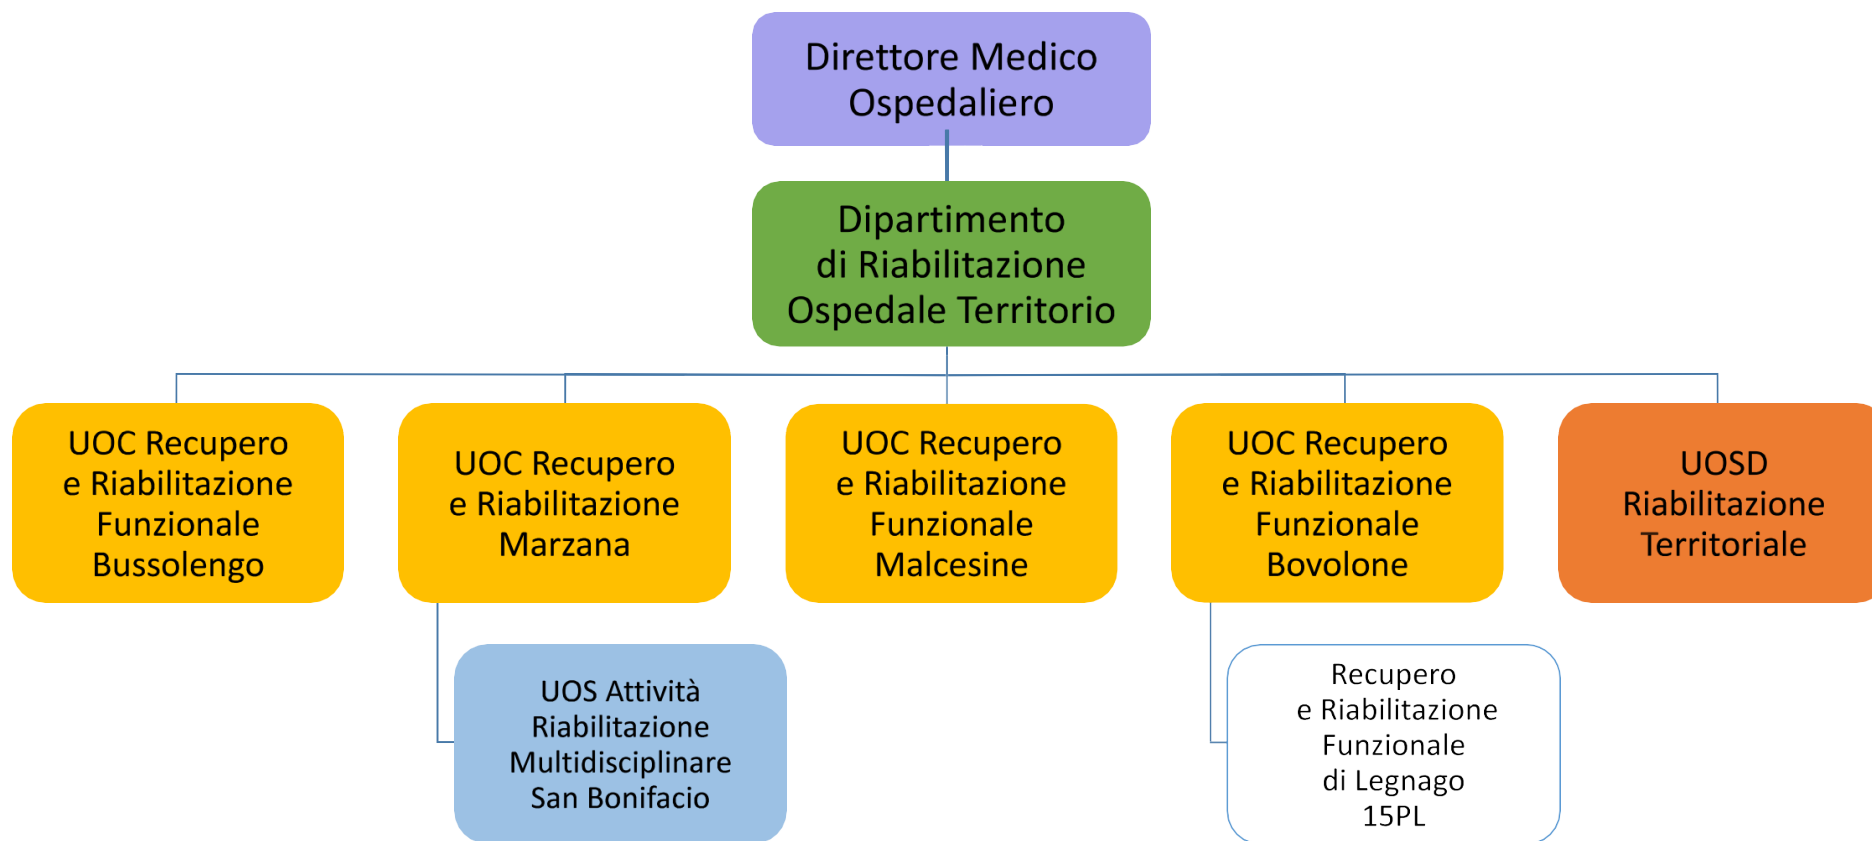 Direttore Medico
Ospedaliero
Dipartimento
di Riabilitazione
Ospedale Territorio
UOC Recupero
e Riabilitazione
Funzionale
Bussolengo
UOC Recupero
e Riabilitazione
Marzana
UOC Recupero
e Riabilitazione
Funzionale
Malcesine
UOC Recupero
e Riabilitazione
Funzionale
Bovolone
UOSD
Riabilitazione
Territoriale
UOS Attività
Riabilitazione
Multidisciplinare
San Bonifacio
Recupero
e Riabilitazione
Funzionale
di Legnago
15PL